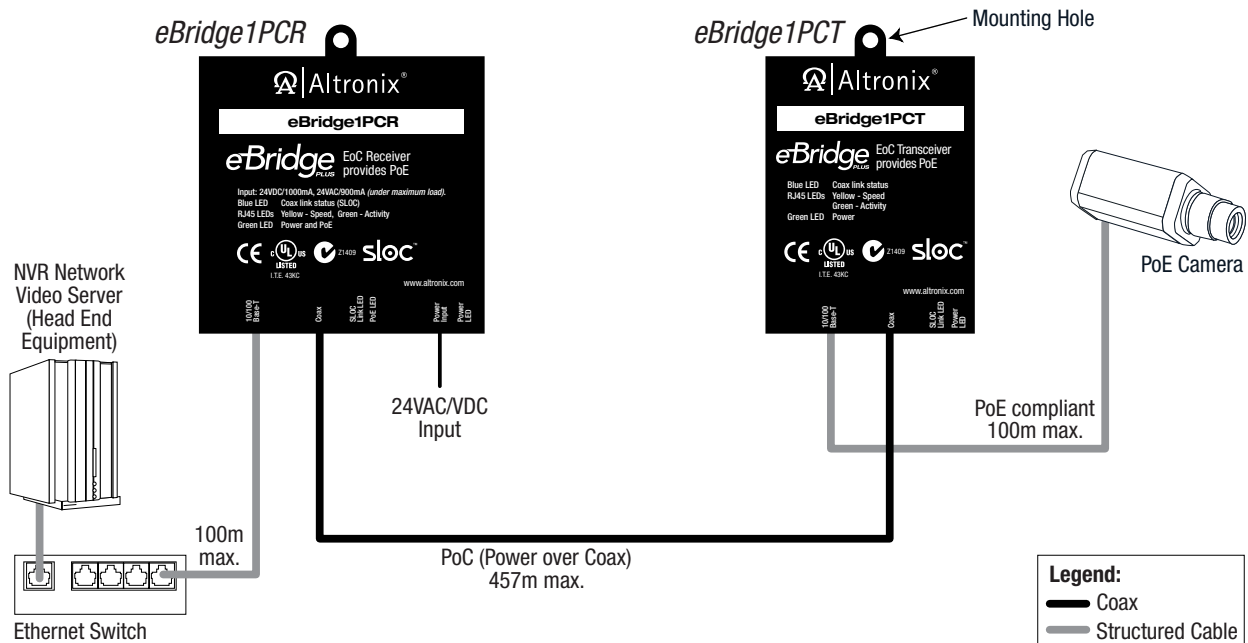 eBridge1PCR
Altronix®
eBridge1PCR
eBridge PLUS
EoC Receiver
provides PoE
Input: 24VDC/1000mA, 24VAC/900mA (under maximum load).
Blue LED Coax link status (SLOC)
RJ45 LEDs Yellow - Speed, Green - Activity
Green LED Power and PoE
CE
C UL US
LISTED
I.T.E. 43KC
Z1409
sloc™
www.altronix.com
10/100
Base-T
Coax
SLOC
Link LED
PoE LED
Power
Input
Power
LED
eBridge1PCT
Mounting Hole
Altronix®
eBridge1PCT
eBridge PLUS
EoC Transceiver
provides PoE
Blue LED Coax link status
RJ45 LEDs Yellow - Speed
Green - Activity
Green LED Power
CE
C UL US
LISTED
I.T.E. 43KC
Z1409
sloc™
www.altronix.com
10/100
Base-T
Coax
SLOC
Link LED
Power
LED
PoE Camera
NVR Network
Video Server
(Head End
Equipment)
24VAC/VDC
Input
PoE compliant
100m max.
100m
max.
PoC (Power over Coax)
457m max.
Ethernet Switch
Legend:
Coax
Structured Cable